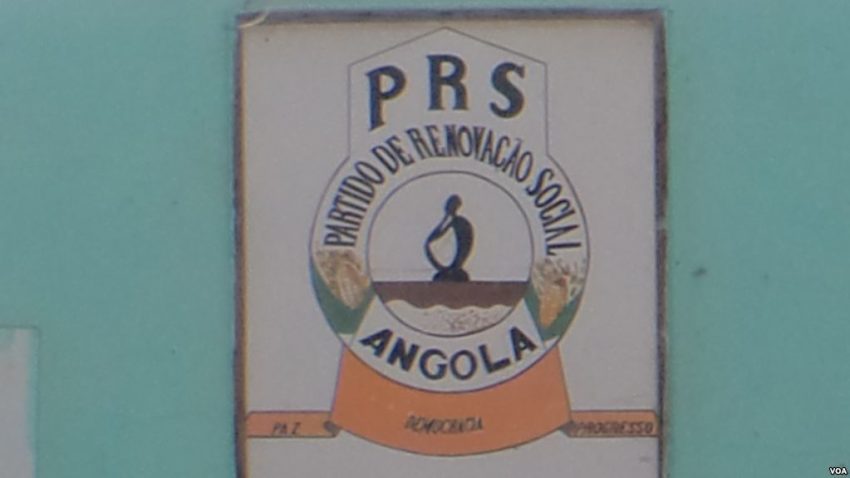 PRS
PARTIDO DE RENOVAÇÃO SOCIAL
ANGOLA
PAZ DEMOCRACIA PROGRESSO
VOA